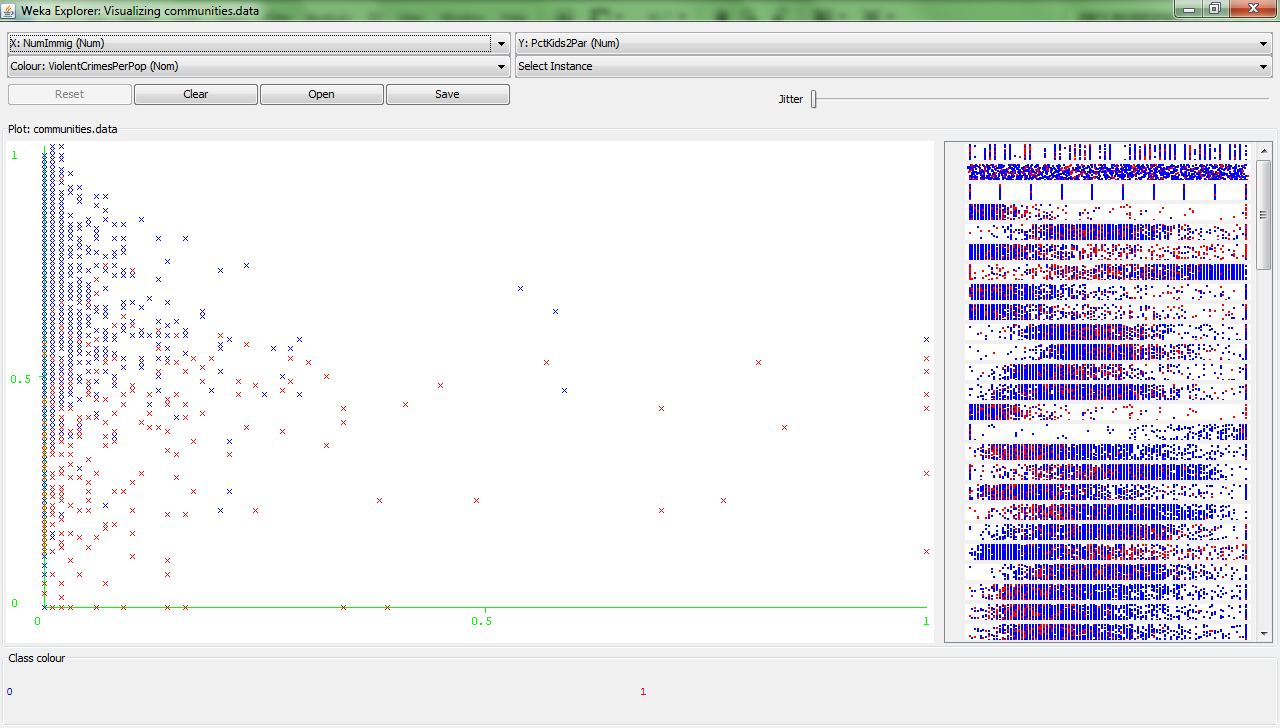 Weka Explorer: Visualizing communities.data
X: NumImmig (Num)
Y: PctKids2Par (Num)
Colour: ViolentCrimesPerPop (Nom)
Select Instance
Reset
Clear
Open
Save
Jitter
Plot: communities.data
1
0.5
0
0
0.5
1
Class colour
0
1